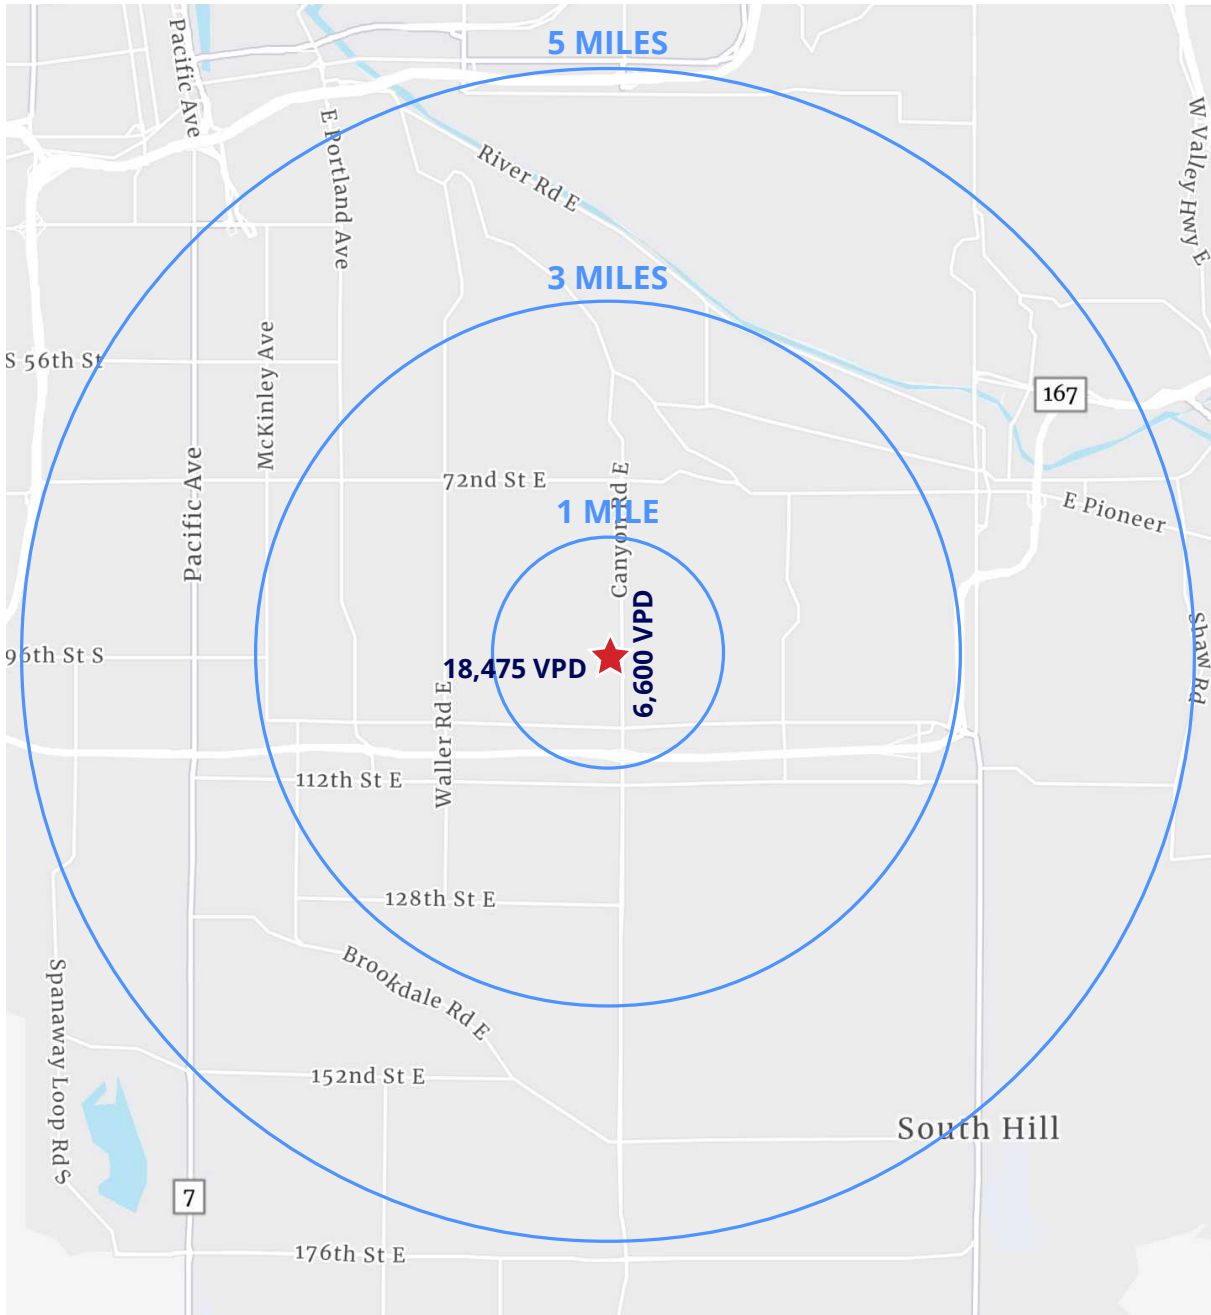 5 MILES
Pacific Ave
E Portland Ave
W Valley Hwy E
River Rd E
3 MILES
S 56th St
McKinley Ave
167
Pacific Ave
72nd St E
Canyon Rd E
E Pioneer
1 MILE
6,600 VPD
18,475 VPD
96th St S
Shaw Rd
Waller Rd E
112th St E
128th St E
Brookdale Rd E
Spanaway Loop Rd S
152nd St E
South Hill
7
176th St E